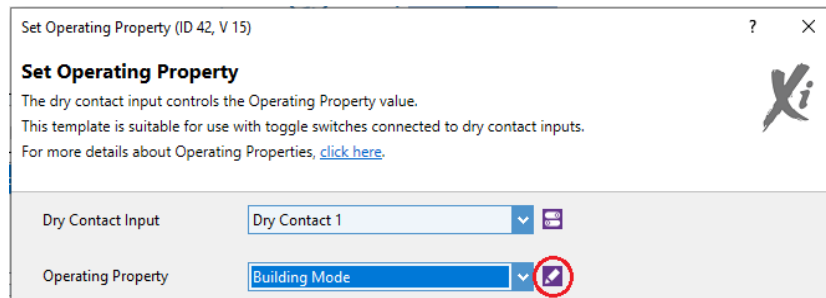 Set Operating Property (ID 42, V 15)
?
Set Operating Property
The dry contact input controls the Operating Property value.
This template is suitable for use with toggle switches connected to dry contact inputs.
For more details about Operating Properties, click here.
Xi
Dry Contact Input
Dry Contact 1
Operating Property
Building Mode